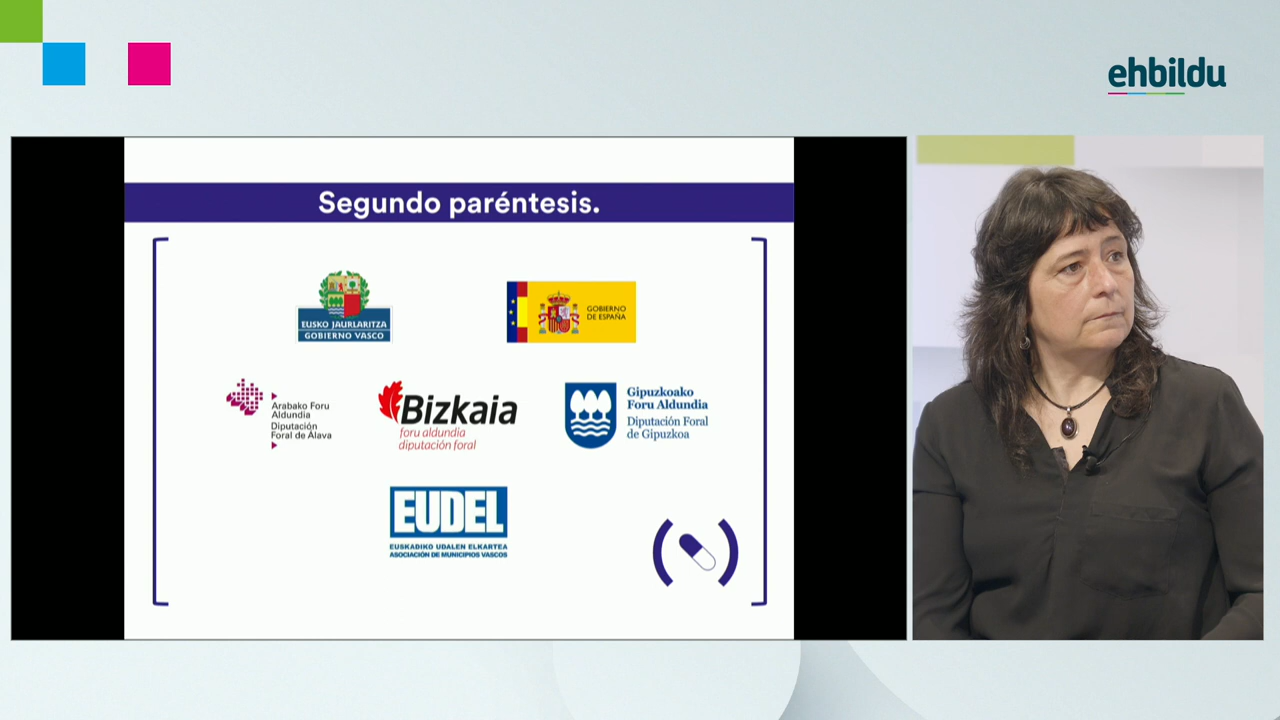 ehbildu
Segundo paréntesis.
EUSKO JAURLARITZA
GOBIERNO VASCO
GOBIERNO
DE ESPAÑA
Arabako Foru
Aldundia
Diputación
Foral de Álava
Bizkaia
foru aldundia
diputación foral
Gipuzkoako
Foru Aldundia
Diputación Foral
de Gipuzkoa
EUDEL
EUSKADIKO UDALEN ELKARTEA
ASOCIACIÓN DE MUNICIPIOS VASCOS